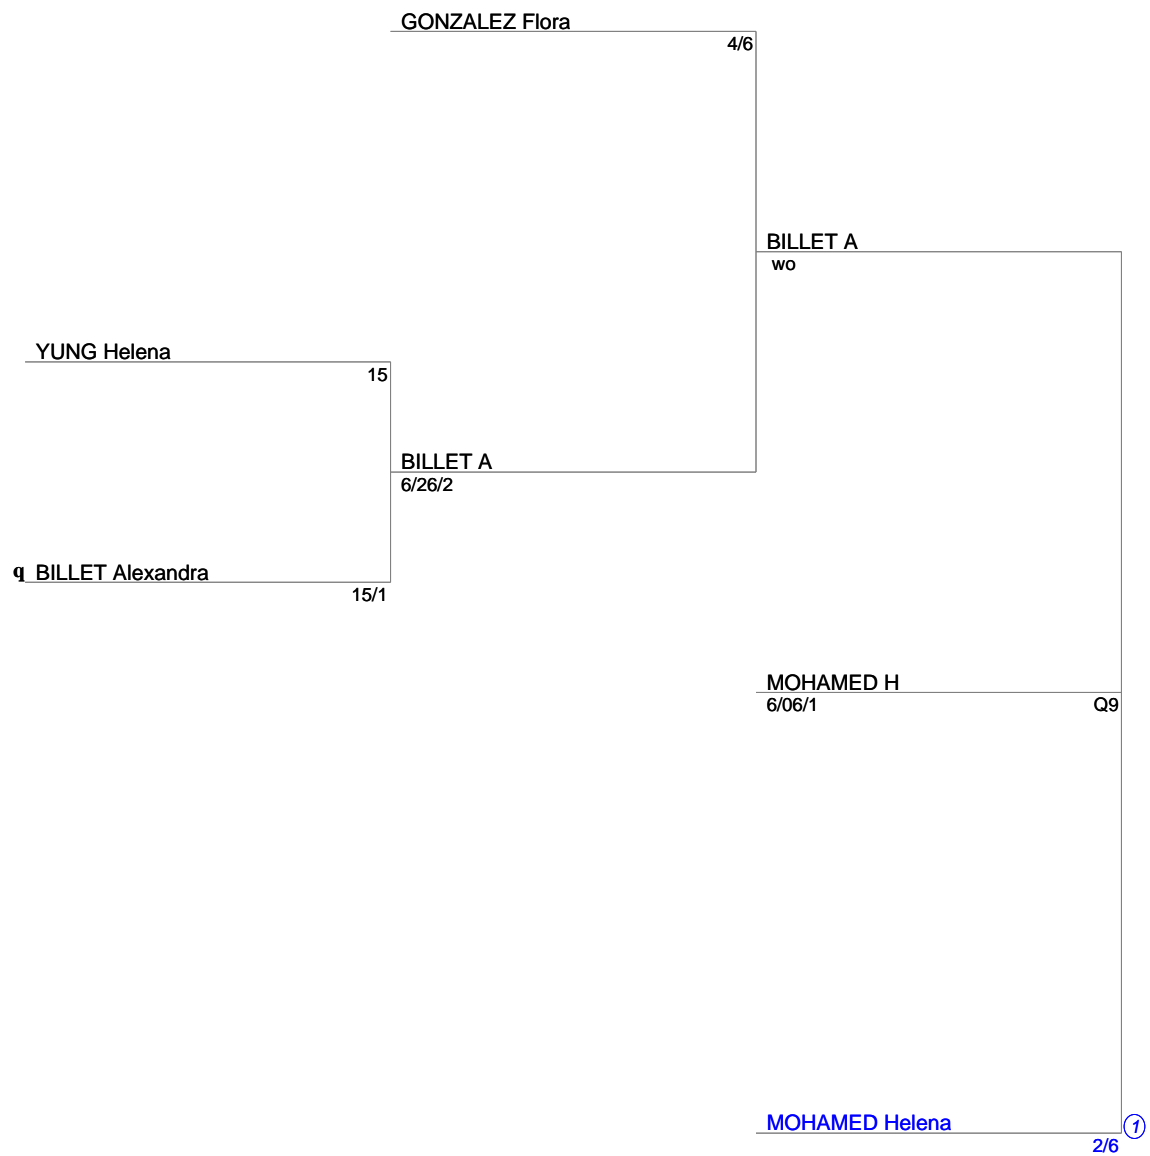 GONZALEZ Flora
4/6
BILLET A
wo
YUNG Helena
15
BILLET A
6/26/2
q BILLET Alexandra
15/1
MOHAMED H
6/06/1 Q9
MOHAMED Helena 1
2/6